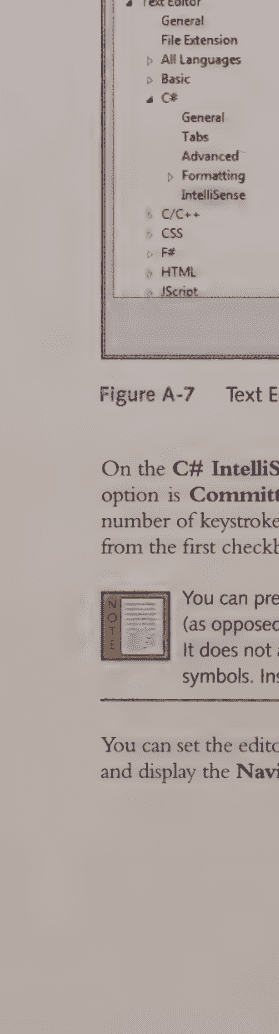 Text Editor
General
File Extension
All Languages
Basic
C#
General
Tabs
Advanced
Formatting
IntelliSense
C/C++
CSS
F#
HTML
JScript
Figure A-7 Text E
On the C# IntelliS
option is Committ
number of keystroke
from the first checkb
NOTE
You can pre
(as opposed
It does not a
symbols. Ins
You can set the edito
and display the Navi